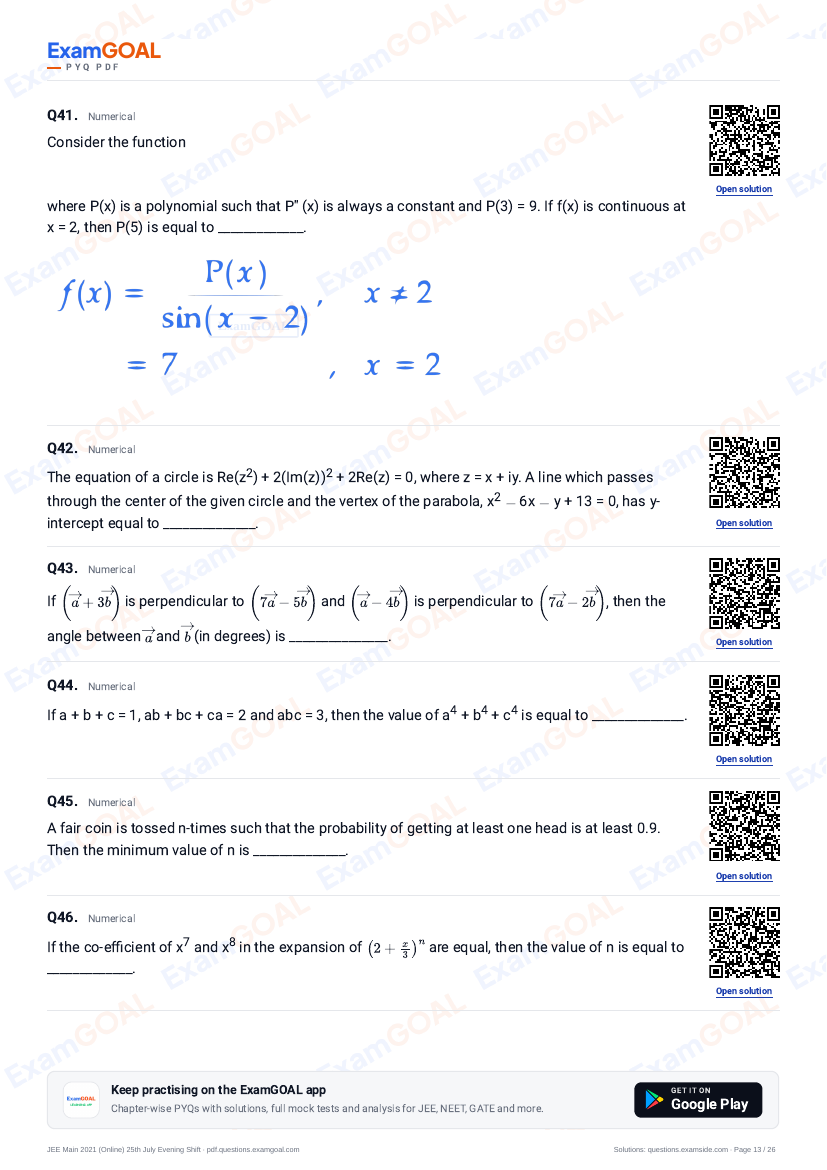 ExamGOAL
PYQ PDF
Q41. Numerical
Consider the function
Open solution
where P(x) is a polynomial such that P" (x) is always a constant and P(3) = 9. If f(x) is continuous at
x = 2, then P(5) is equal to _____________.
f(x) = P(x) / sin(x − 2), x ≠ 2
= 7 , x = 2
Q42. Numerical
The equation of a circle is Re(z²) + 2(Im(z))² + 2Re(z) = 0, where z = x + iy. A line which passes
through the center of the given circle and the vertex of the parabola, x² − 6x − y + 13 = 0, has y-
intercept equal to ______________.
Open solution
Q43. Numerical
If (a⃗ + 3b⃗) is perpendicular to (7a⃗ − 5b⃗) and (a⃗ − 4b⃗) is perpendicular to (7a⃗ − 2b⃗), then the
angle between a⃗ and b⃗ (in degrees) is _______________.
Open solution
Q44. Numerical
If a + b + c = 1, ab + bc + ca = 2 and abc = 3, then the value of a⁴ + b⁴ + c⁴ is equal to ______________.
Open solution
Q45. Numerical
A fair coin is tossed n-times such that the probability of getting at least one head is at least 0.9.
Then the minimum value of n is ______________.
Open solution
Q46. Numerical
If the co-efficient of x⁷ and x⁸ in the expansion of (2 + x/3)ⁿ are equal, then the value of n is equal to
_____________.
Open solution
ExamGOAL
Keep practising on the ExamGOAL app
Chapter-wise PYQs with solutions, full mock tests and analysis for JEE, NEET, GATE and more.
GET IT ON
Google Play
JEE Main 2021 (Online) 25th July Evening Shift · pdf.questions.examgoal.com
Solutions: questions.examside.com · Page 13 / 26